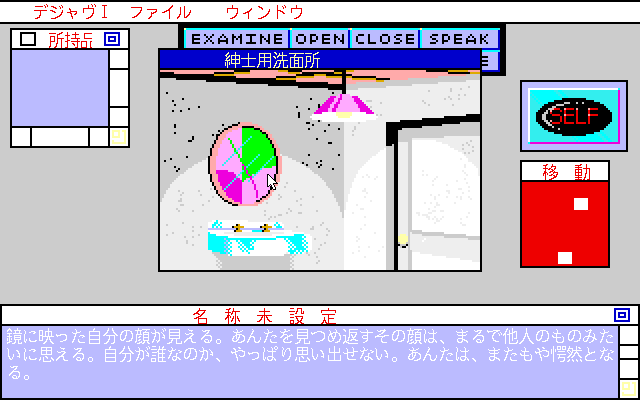 デジャヴI ファイル ウィンドウ
所持品
EXAMINE OPEN CLOSE SPEAK
E
紳士用洗面所
SELF
移動
名称未設定
鏡に映った自分の顔が見える。あんたを見つめ返すその顔は、まるで他人のものみた
いに思える。自分が誰なのか、やっぱり思い出せない。あんたは、またもや愕然とな
る。